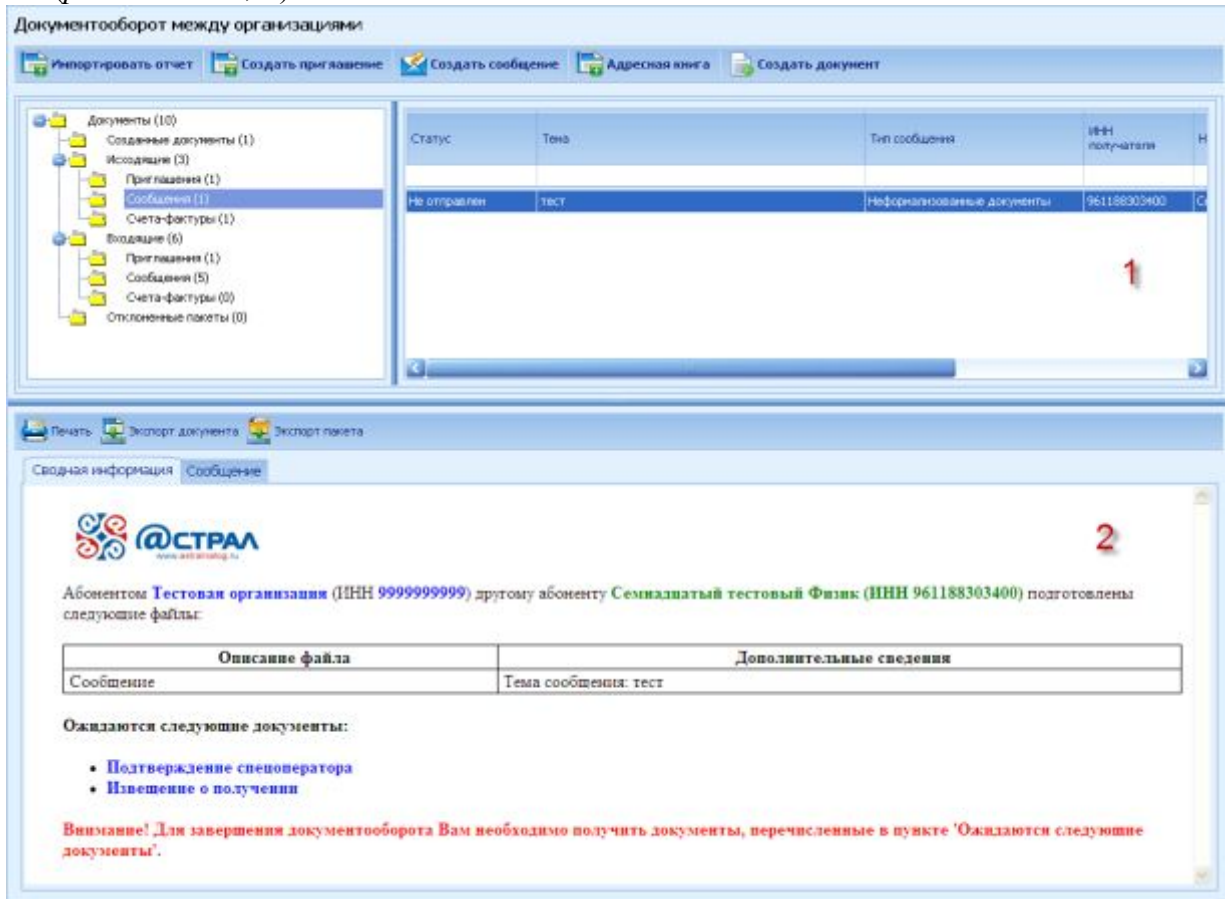 Документооборот между организациями
Импортировать отчет Создать приглашение Создать сообщение Адресная книга Создать документ
Документы (10)
Созданные документы (1)
Исходящие (3)
Приглашения (1)
Сообщения (1)
Счета-фактуры (1)
Входящие (6)
Приглашения (1)
Сообщения (5)
Счета-фактуры (0)
Отклоненные пакеты (0)
Статус Тема Тип сообщения ИНН получателя Н
Не отправлен тест Неформализованные документы 961188303400
1
Печать Экспорт документа Экспорт пакета
Сводная информация Сообщение
@СТРАЛ
www.astralnalog.ru
2
Абонентом Тестовая организация (ИНН 9999999999) другому абоненту Семнадцатый тестовый Физик (ИНН 961188303400) подготовлены
следующие файлы:
Описание файла Дополнительные сведения
Сообщение Тема сообщения: тест
Ожидаются следующие документы:
• Подтверждение спецоператора
• Извещение о получении
Внимание! Для завершения документооборота Вам необходимо получить документы, перечисленные в пункте 'Ожидаются следующие
документы'.